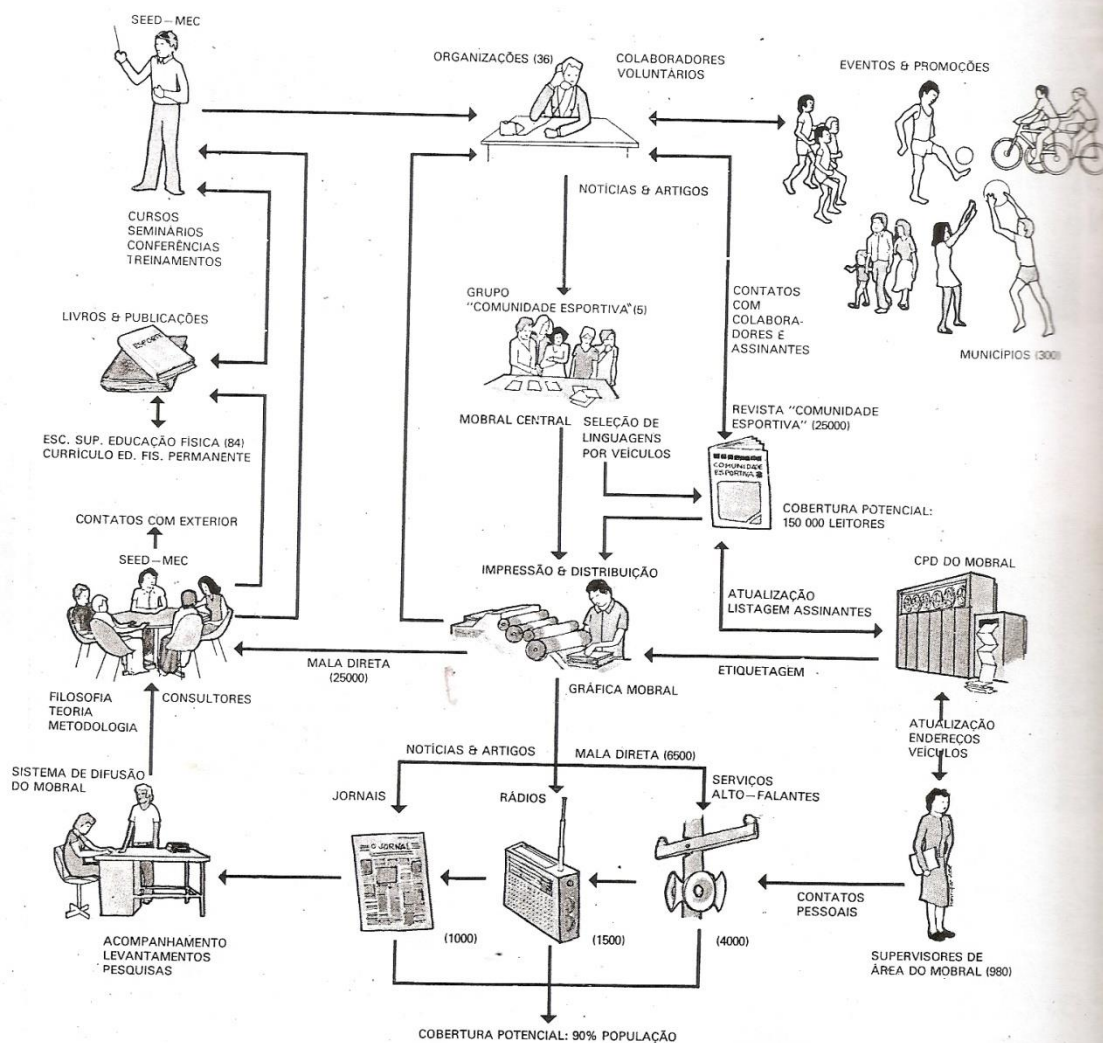 SEED—MEC
ORGANIZAÇÕES (36)
COLABORADORES
VOLUNTÁRIOS
EVENTOS & PROMOÇÕES
NOTÍCIAS & ARTIGOS
CURSOS
SEMINÁRIOS
CONFERÊNCIAS
TREINAMENTOS
GRUPO
"COMUNIDADE ESPORTIVA" (5)
CONTATOS
COM
COLABORA-
DORES E
ASSINANTES
LIVROS & PUBLICAÇÕES
ESPORTE
MUNICÍPIOS (300)
MOBRAL CENTRAL
SELEÇÃO DE
LINGUAGENS
POR VEÍCULOS
REVISTA "COMUNIDADE
ESPORTIVA" (25000)
COMUNIDADE
ESPORTIVA
ESC. SUP. EDUCAÇÃO FÍSICA (84)
CURRÍCULO ED. FIS. PERMANENTE
COBERTURA POTENCIAL:
150 000 LEITORES
CONTATOS COM EXTERIOR
SEED—MEC
IMPRESSÃO & DISTRIBUIÇÃO
CPD DO MOBRAL
ATUALIZAÇÃO
LISTAGEM ASSINANTES
MALA DIRETA
(25000)
ETIQUETAGEM
GRÁFICA MOBRAL
FILOSOFIA
TEORIA
METODOLOGIA
CONSULTORES
ATUALIZAÇÃO
ENDEREÇOS
VEÍCULOS
NOTÍCIAS & ARTIGOS
MALA DIRETA (6500)
SISTEMA DE DIFUSÃO
DO MOBRAL
JORNAIS
RÁDIOS
SERVIÇOS
ALTO—FALANTES
O JORNAL
CONTATOS
PESSOAIS
(1000)
(1500)
(4000)
ACOMPANHAMENTO
LEVANTAMENTOS
PESQUISAS
SUPERVISORES DE
ÁREA DO MOBRAL (980)
COBERTURA POTENCIAL: 90% POPULAÇÃO